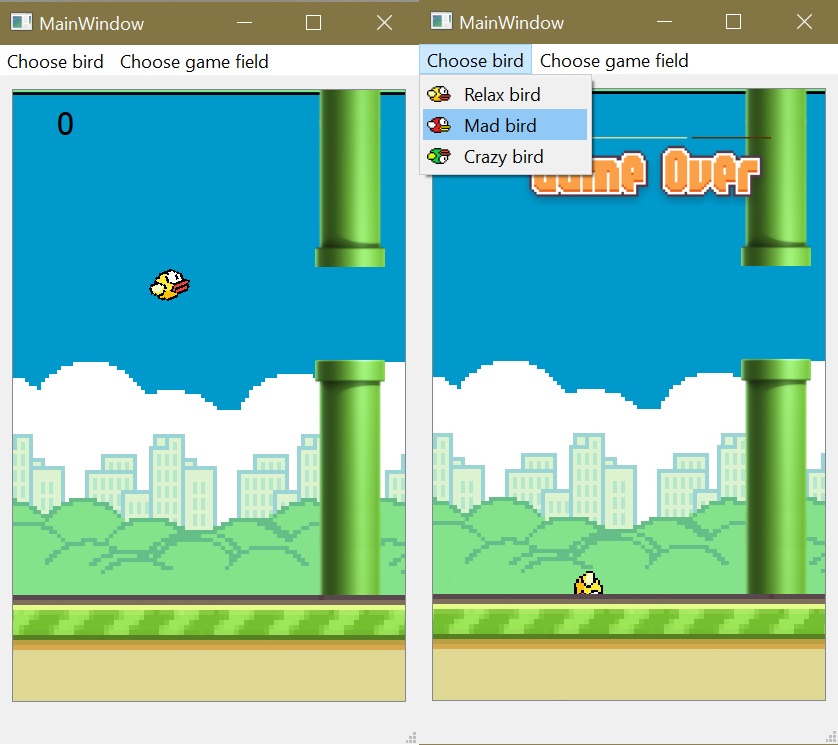 MainWindow
Choose bird Choose game field
0
MainWindow
Choose bird Choose game field
Relax bird
Mad bird
Crazy bird
Game Over